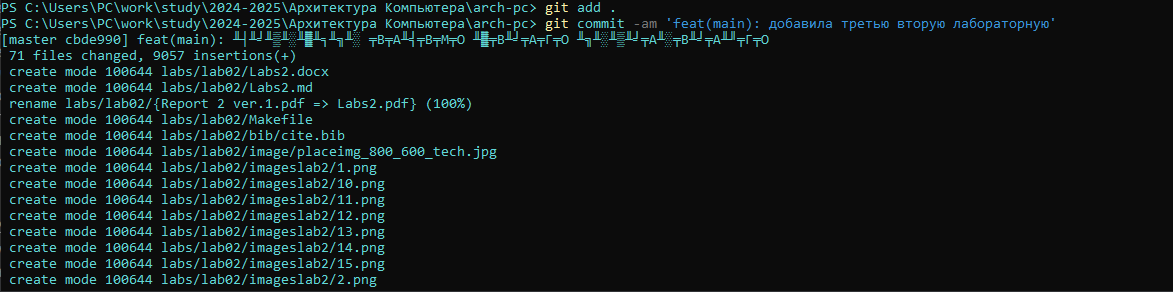 PS C:\Users\PC\work\study\2024-2025\Архитектура Компьютера\arch-pc> git add .
PS C:\Users\PC\work\study\2024-2025\Архитектура Компьютера\arch-pc> git commit -am 'feat(main): добавила третью вторую лабораторную'
[master cbde990] feat(main):
71 files changed, 9057 insertions(+)
create mode 100644 labs/lab02/Labs2.docx
create mode 100644 labs/lab02/Labs2.md
rename labs/lab02/{Report 2 ver.1.pdf => Labs2.pdf} (100%)
create mode 100644 labs/lab02/Makefile
create mode 100644 labs/lab02/bib/cite.bib
create mode 100644 labs/lab02/image/placeimg_800_600_tech.jpg
create mode 100644 labs/lab02/imageslab2/1.png
create mode 100644 labs/lab02/imageslab2/10.png
create mode 100644 labs/lab02/imageslab2/11.png
create mode 100644 labs/lab02/imageslab2/12.png
create mode 100644 labs/lab02/imageslab2/13.png
create mode 100644 labs/lab02/imageslab2/14.png
create mode 100644 labs/lab02/imageslab2/15.png
create mode 100644 labs/lab02/imageslab2/2.png